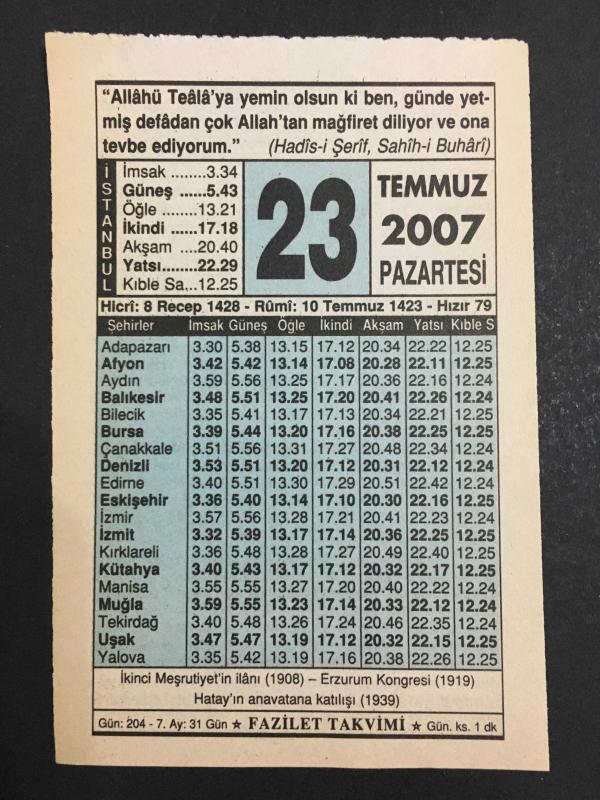 “Allâhü Teâlâ’ya yemin olsun ki ben, günde yet-
miş defâdan çok Allah’tan mağfiret diliyor ve ona
tevbe ediyorum.” (Hadîs-i Şerîf, Sahîh-i Buhârî)
İSTANBUL
İmsak ........3.34
Güneş ......5.43
Öğle ........13.21
İkindi ......17.18
Akşam ....20.40
Yatsı........22.29
Kıble Sa...12.25
23
TEMMUZ
2007
PAZARTESİ
Hicrî: 8 Recep 1428 - Rûmî: 10 Temmuz 1423 - Hızır 79
Şehirler İmsak Güneş Öğle İkindi Akşam Yatsı Kıble S
Adapazarı 3.30 5.38 13.15 17.12 20.34 22.22 12.25
Afyon 3.42 5.42 13.14 17.08 20.28 22.11 12.25
Aydın 3.59 5.56 13.25 17.17 20.36 22.16 12.24
Balıkesir 3.48 5.51 13.25 17.20 20.41 22.26 12.24
Bilecik 3.35 5.41 13.17 17.13 20.34 22.21 12.25
Bursa 3.39 5.44 13.20 17.16 20.38 22.25 12.25
Çanakkale 3.51 5.56 13.31 17.27 20.48 22.34 12.24
Denizli 3.53 5.51 13.20 17.12 20.31 22.12 12.24
Edirne 3.40 5.51 13.30 17.29 20.51 22.42 12.24
Eskişehir 3.36 5.40 13.14 17.10 20.30 22.16 12.25
İzmir 3.57 5.56 13.28 17.21 20.41 22.23 12.24
İzmit 3.32 5.39 13.17 17.14 20.36 22.25 12.25
Kırklareli 3.36 5.48 13.28 17.27 20.49 22.40 12.25
Kütahya 3.40 5.43 13.17 17.12 20.32 22.17 12.25
Manisa 3.55 5.55 13.27 17.20 20.40 22.22 12.24
Muğla 3.59 5.55 13.23 17.14 20.33 22.12 12.24
Tekirdağ 3.40 5.48 13.26 17.24 20.46 22.35 12.24
Uşak 3.47 5.47 13.19 17.12 20.32 22.15 12.25
Yalova 3.35 5.42 13.19 17.16 20.38 22.26 12.25
İkinci Meşrutiyet’in ilânı (1908) – Erzurum Kongresi (1919)
Hatay’ın anavatana katılışı (1939)
Gün: 204 - 7. Ay: 31 Gün ★ FAZİLET TAKVİMİ ★ Gün. ks. 1 dk